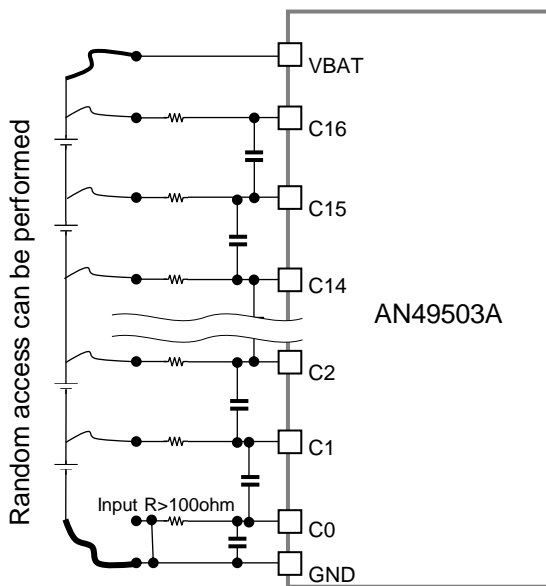 Random access can be performed
VBAT
C16
C15
C14
AN49503A
C2
C1
Input R>100ohm
C0
GND